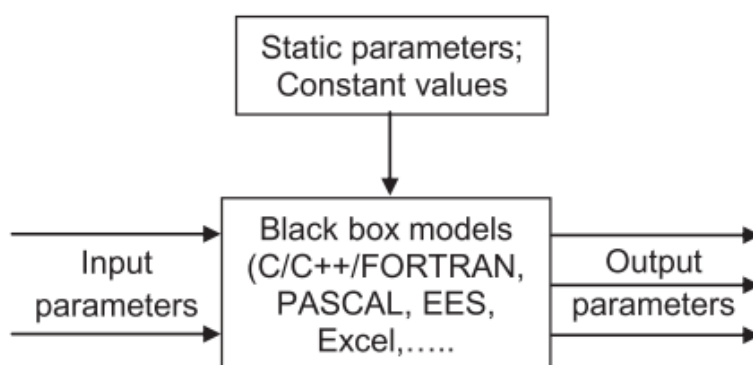 Static parameters;
Constant values
Input
parameters
Black box models
(C/C++/FORTRAN,
PASCAL, EES,
Excel,.....
Output
parameters